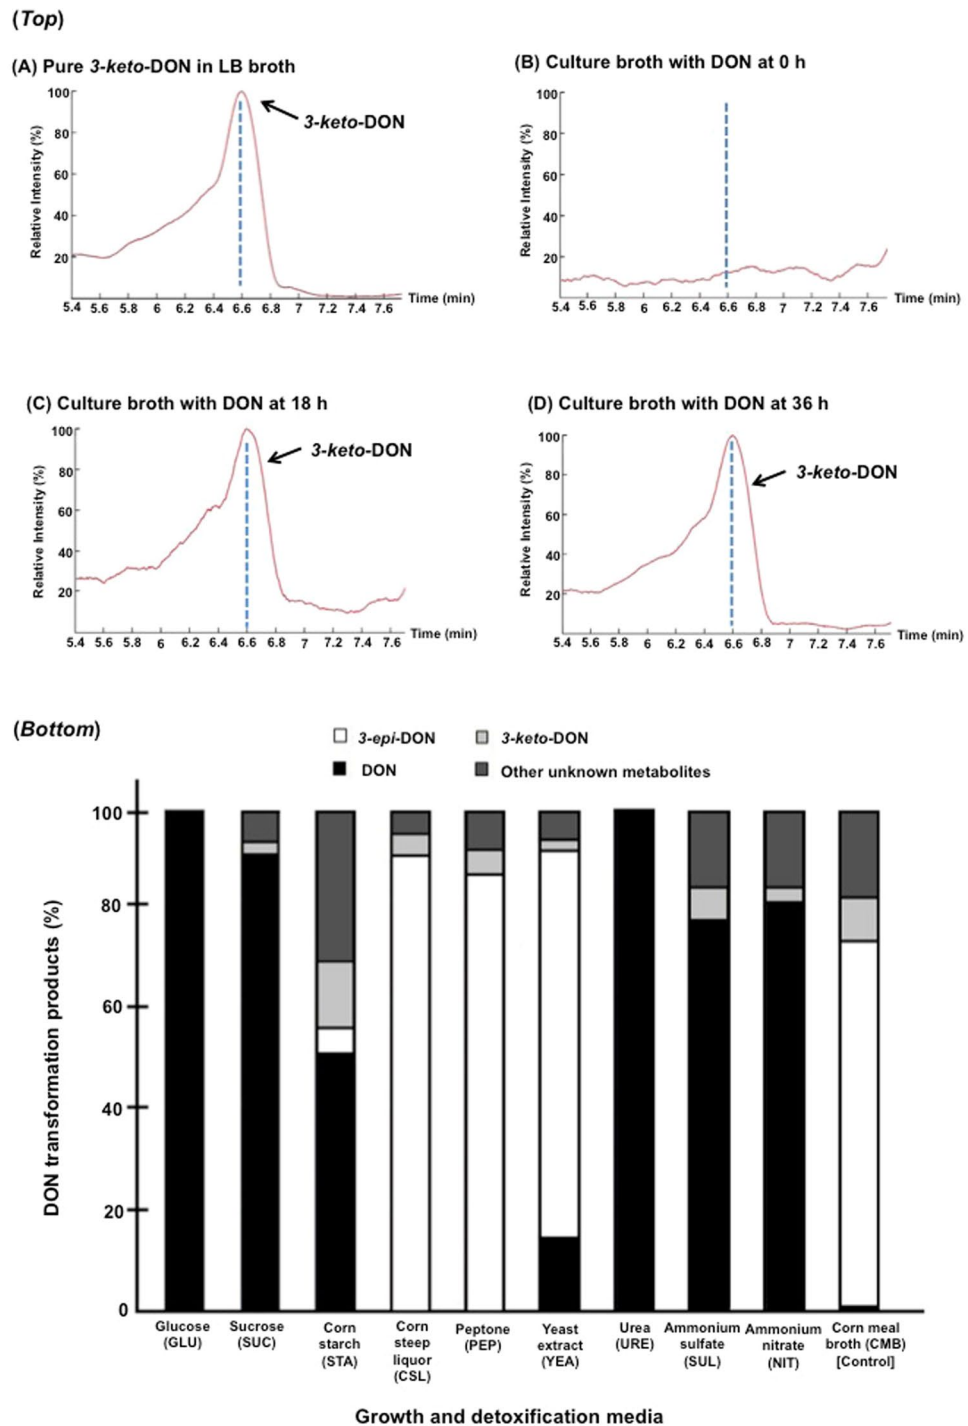 (Top)
(A) Pure 3-keto-DON in LB broth
Relative Intensity (%)
100
80
60
40
20
3-keto-DON
5.4 5.6 5.8 6 6.2 6.4 6.6 6.8 7 7.2 7.4 7.6 Time (min)
(B) Culture broth with DON at 0 h
Relative Intensity (%)
100
80
60
40
20
5.4 5.6 5.8 6 6.2 6.4 6.6 6.8 7 7.2 7.4 7.6 Time (min)
(C) Culture broth with DON at 18 h
Relative Intensity (%)
100
80
60
40
20
3-keto-DON
5.4 5.6 5.8 6 6.2 6.4 6.6 6.8 7 7.2 7.4 7.6 Time (min)
(D) Culture broth with DON at 36 h
Relative Intensity (%)
100
80
60
40
20
3-keto-DON
5.4 5.6 5.8 6 6.2 6.4 6.6 6.8 7 7.2 7.4 7.6 Time (min)
(Bottom)
3-epi-DON 3-keto-DON
DON Other unknown metabolites
DON transformation products (%)
100
80
60
40
20
0
Glucose
(GLU)
Sucrose
(SUC)
Corn
starch
(STA)
Corn
steep
liquor
(CSL)
Peptone
(PEP)
Yeast
extract
(YEA)
Urea
(URE)
Ammonium
sulfate
(SUL)
Ammonium
nitrate
(NIT)
Corn meal
broth (CMB)
[Control]
Growth and detoxification media